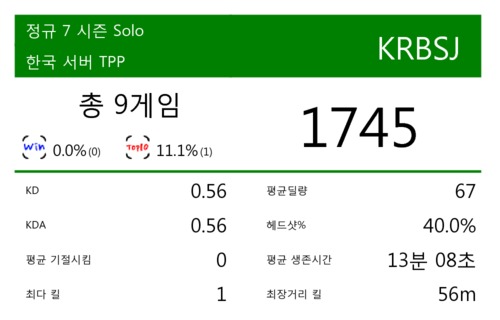 정규 7 시즌 Solo
한국 서버 TPP
KRBSJ
총 9게임
1745
Win 0.0% (0)
TOP10 11.1% (1)
KD 0.56
평균딜량 67
KDA 0.56
헤드샷% 40.0%
평균 기절시킴 0
평균 생존시간 13분 08초
최다 킬 1
최장거리 킬 56m